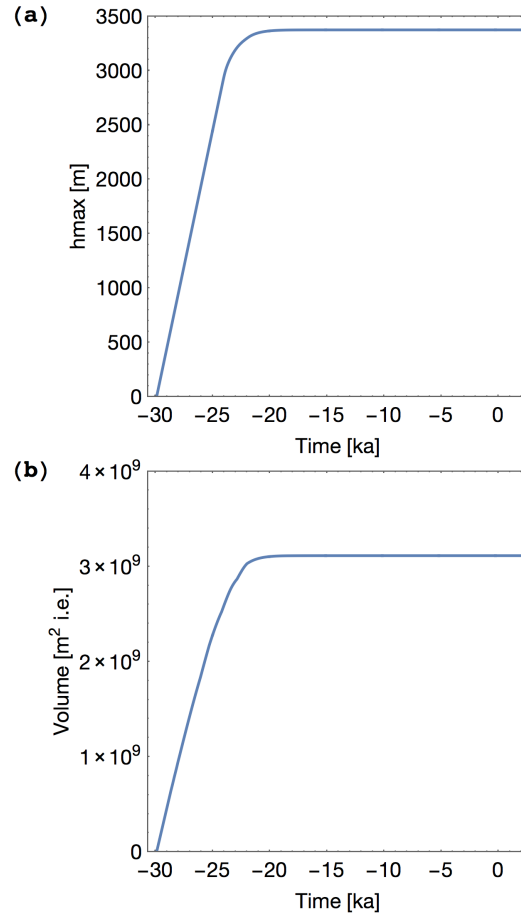 (a)
3500
3000
2500
2000
1500
1000
500
0
hmax [m]
−30 −25 −20 −15 −10 −5 0
Time [ka]
(b)
4 × 10⁹
3 × 10⁹
2 × 10⁹
1 × 10⁹
0
Volume [m² i.e.]
−30 −25 −20 −15 −10 −5 0
Time [ka]